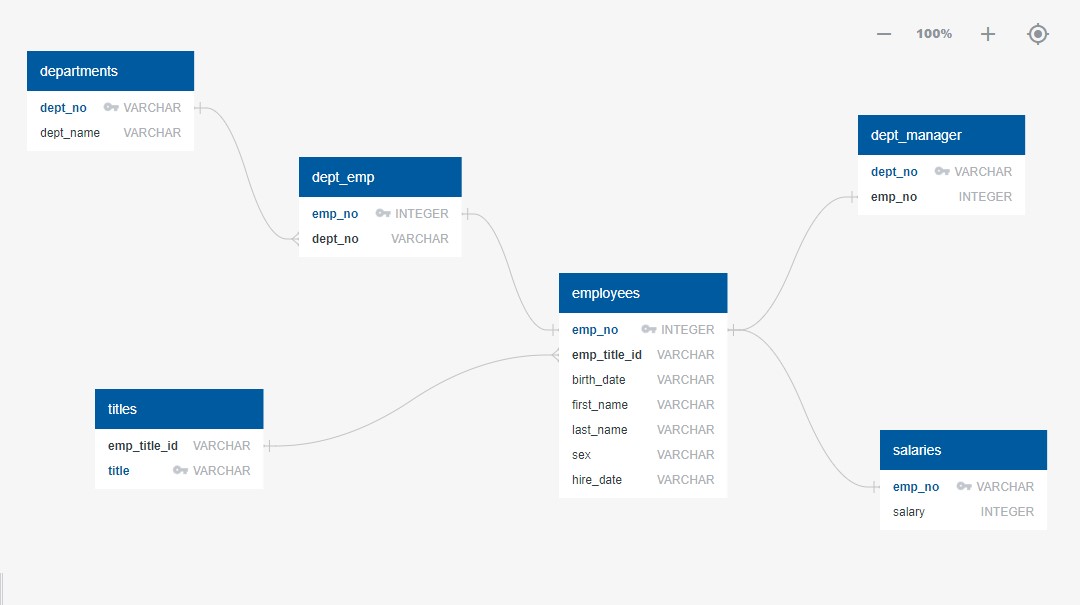 100%
departments
dept_no VARCHAR
dept_name VARCHAR
dept_emp
emp_no INTEGER
dept_no VARCHAR
dept_manager
dept_no VARCHAR
emp_no INTEGER
employees
emp_no INTEGER
emp_title_id VARCHAR
birth_date VARCHAR
first_name VARCHAR
last_name VARCHAR
sex VARCHAR
hire_date VARCHAR
titles
emp_title_id VARCHAR
title VARCHAR
salaries
emp_no VARCHAR
salary INTEGER